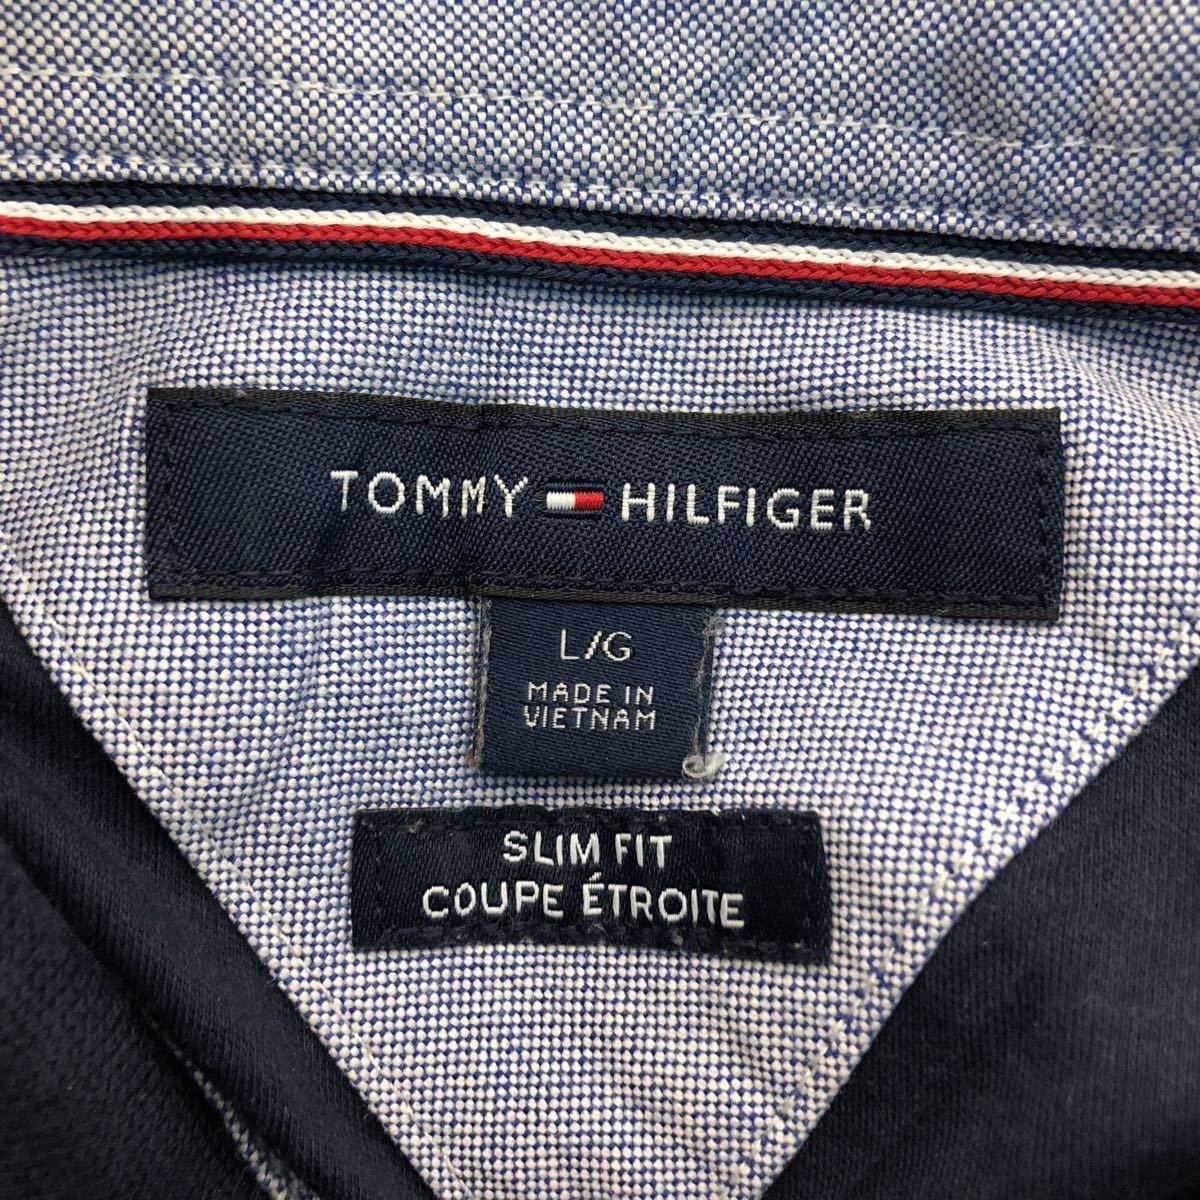 TOMMY HILFIGER
L/G
MADE IN
VIETNAM
SLIM FIT
COUPE ÉTROITE